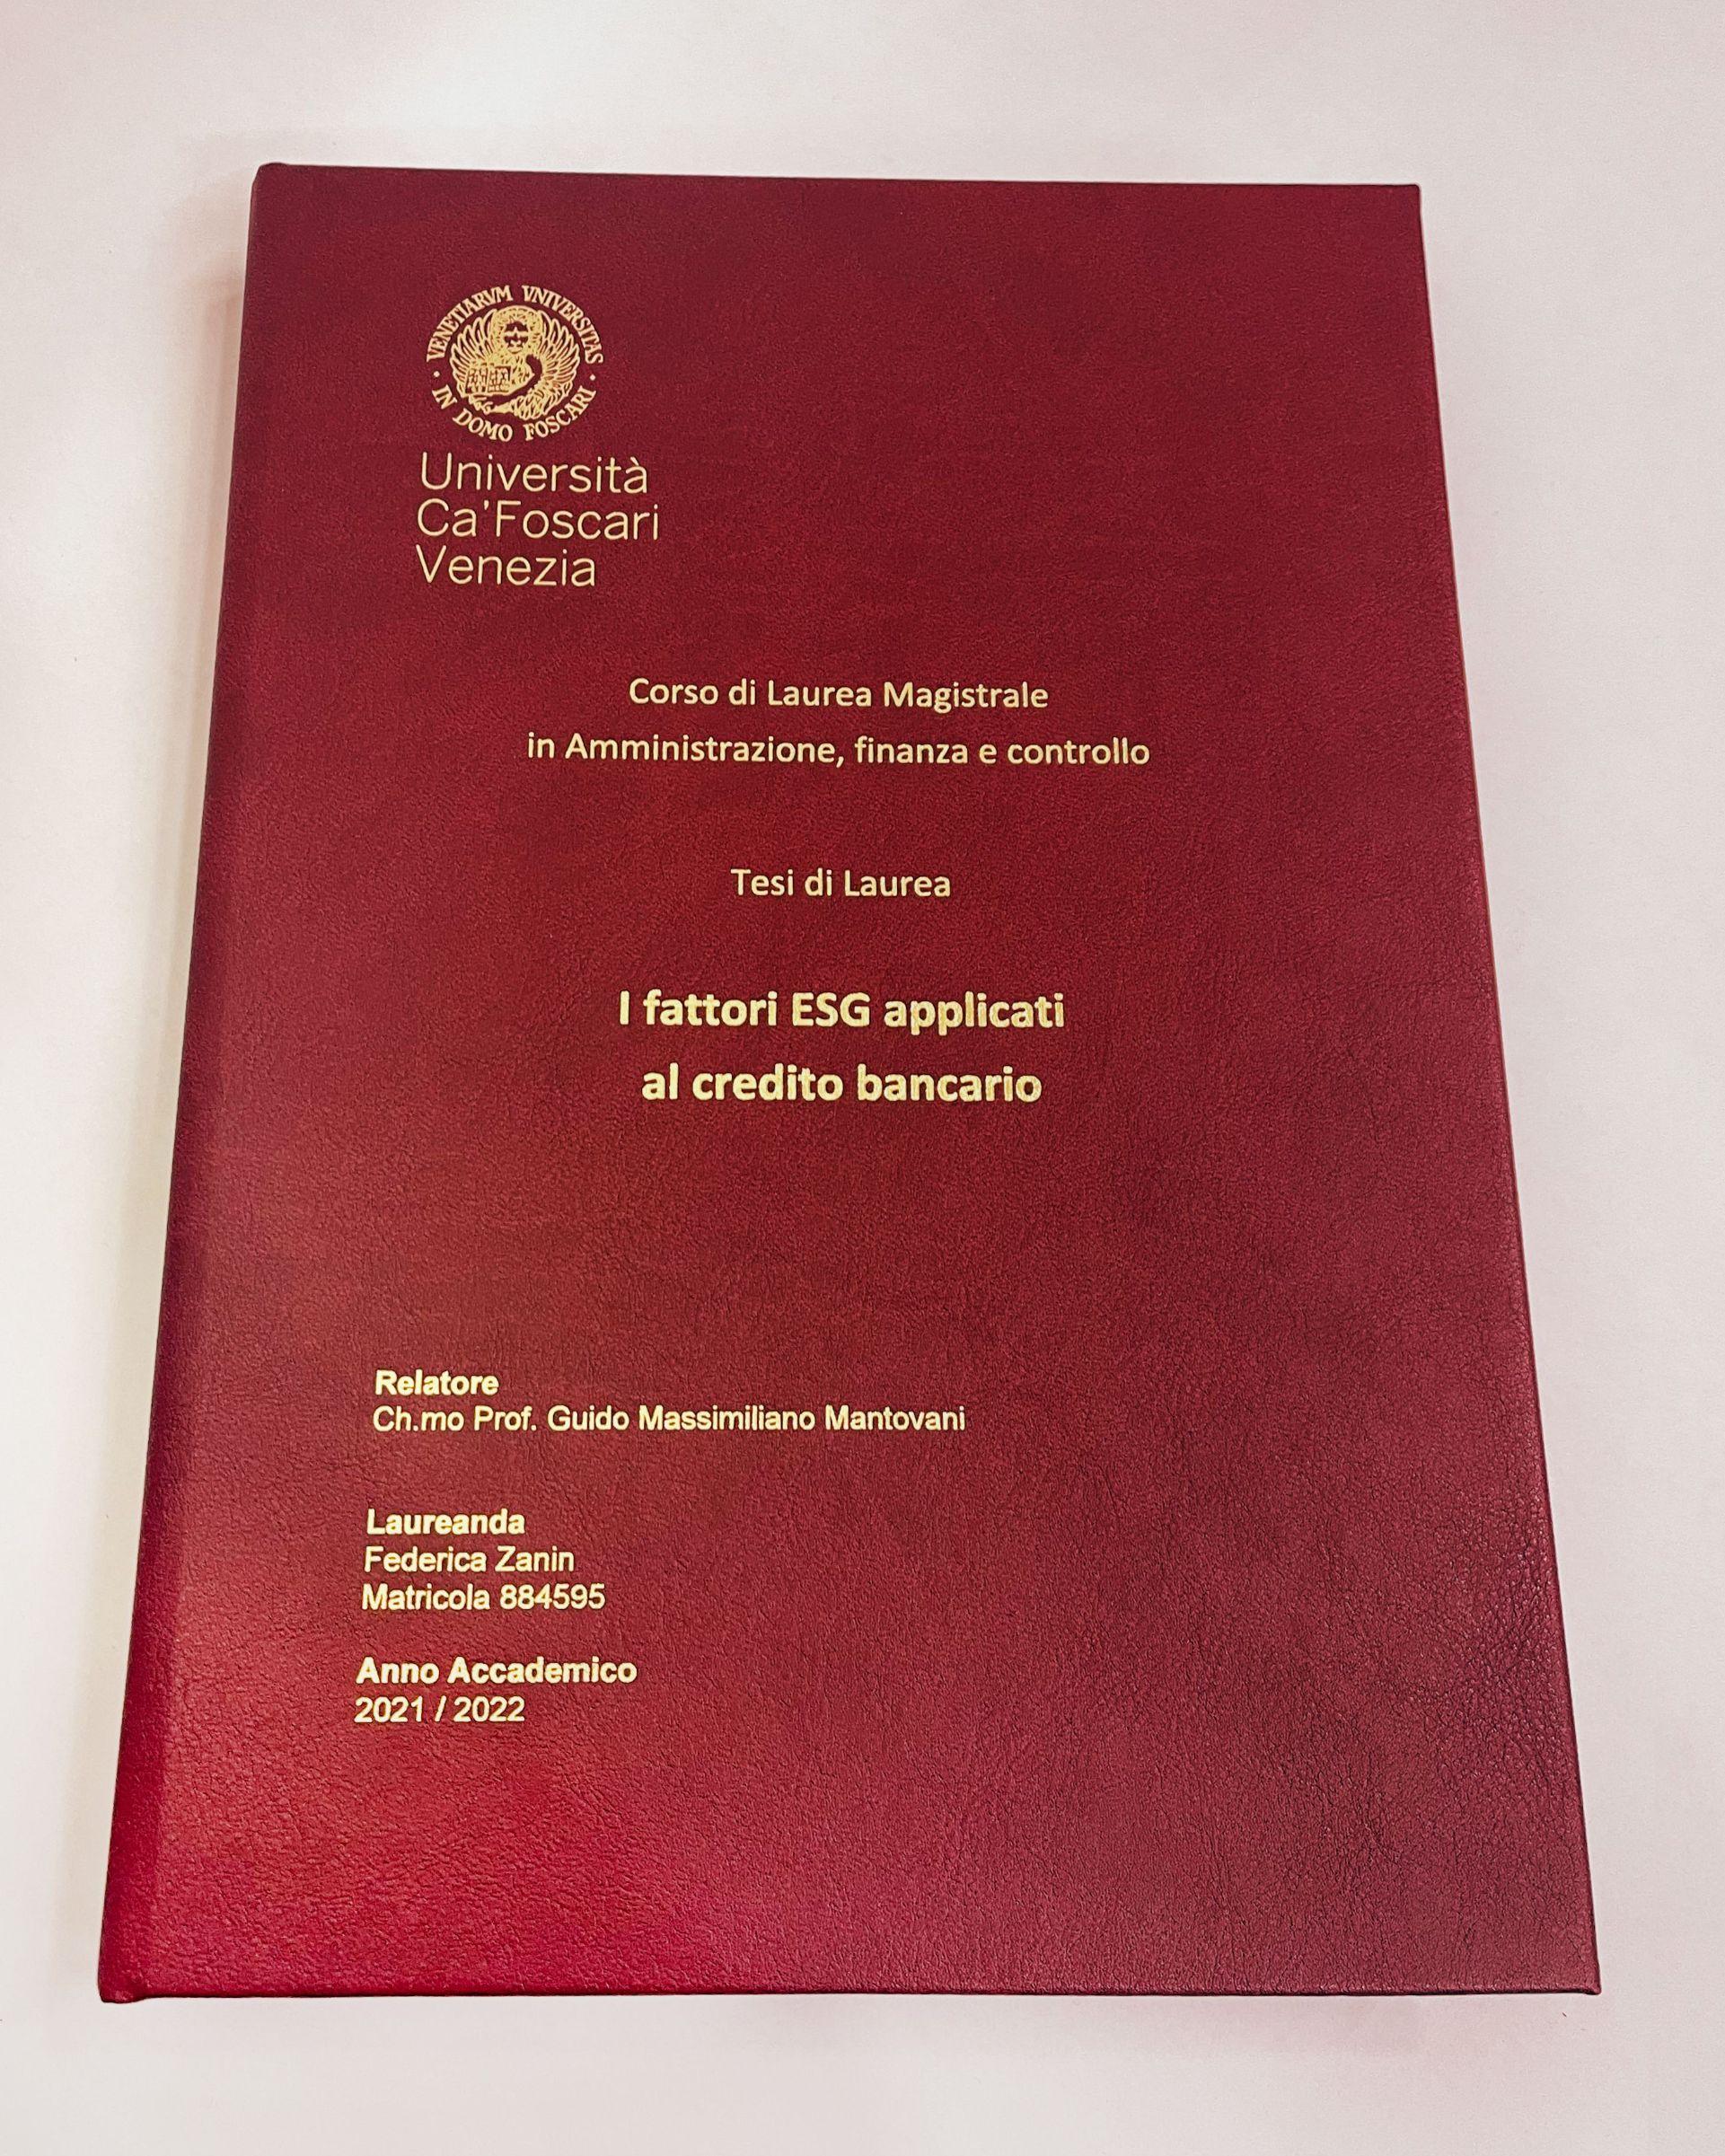 VENETIARVM VNIVERSITAS
· IN DOMO FOSCARI ·
Università
Ca'Foscari
Venezia
Corso di Laurea Magistrale
in Amministrazione, finanza e controllo
Tesi di Laurea
I fattori ESG applicati
al credito bancario
Relatore
Ch.mo Prof. Guido Massimiliano Mantovani
Laureanda
Federica Zanin
Matricola 884595
Anno Accademico
2021 / 2022